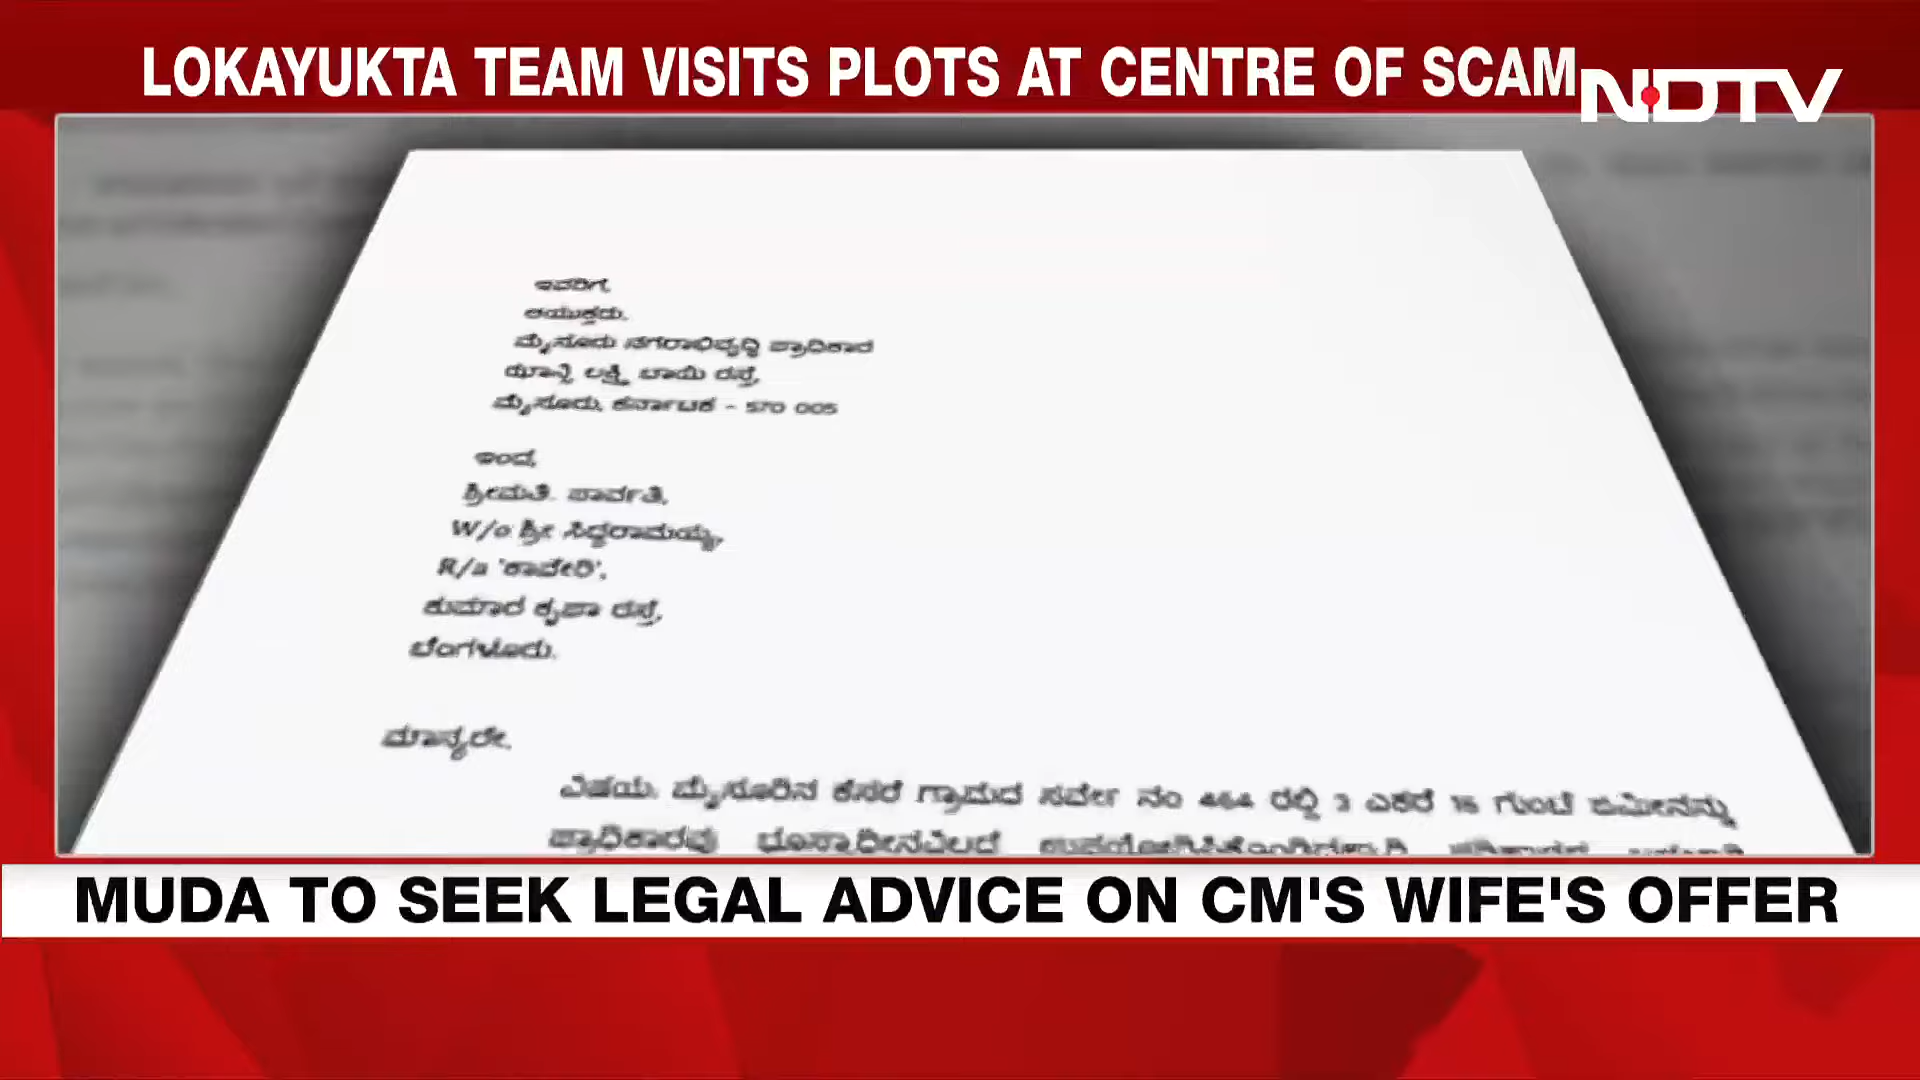 LOKAYUKTA TEAM VISITS PLOTS AT CENTRE OF SCAM
NDTV
ಇವರಿಗೆ,
ಆಯುಕ್ತರು,
ಮೈಸೂರು ನಗರಾಭಿವೃದ್ಧಿ ಪ್ರಾಧಿಕಾರ
ಝಾನ್ಸಿ ಲಕ್ಷ್ಮಿ ಬಾಯಿ ರಸ್ತೆ,
ಮೈಸೂರು, ಕರ್ನಾಟಕ - 570 005
ಇಂದ,
ಶ್ರೀಮತಿ. ಪಾರ್ವತಿ,
W/o ಶ್ರೀ ಸಿದ್ದರಾಮಯ್ಯ,
R/a 'ಕಾವೇರಿ',
ಕುಮಾರ ಕೃಪಾ ರಸ್ತೆ,
ಬೆಂಗಳೂರು.
ಮಾನ್ಯರೇ,
ವಿಷಯ: ಮೈಸೂರಿನ ಕೆಸರೆ ಗ್ರಾಮದ ಸರ್ವೇ ನಂ 464 ರಲ್ಲಿ 3 ಎಕರೆ 16 ಗುಂಟೆ ಜಮೀನನ್ನು
ಪ್ರಾಧಿಕಾರವು ಭೂಸ್ವಾಧೀನವಿಲ್ಲದೆ
MUDA TO SEEK LEGAL ADVICE ON CM'S WIFE'S OFFER